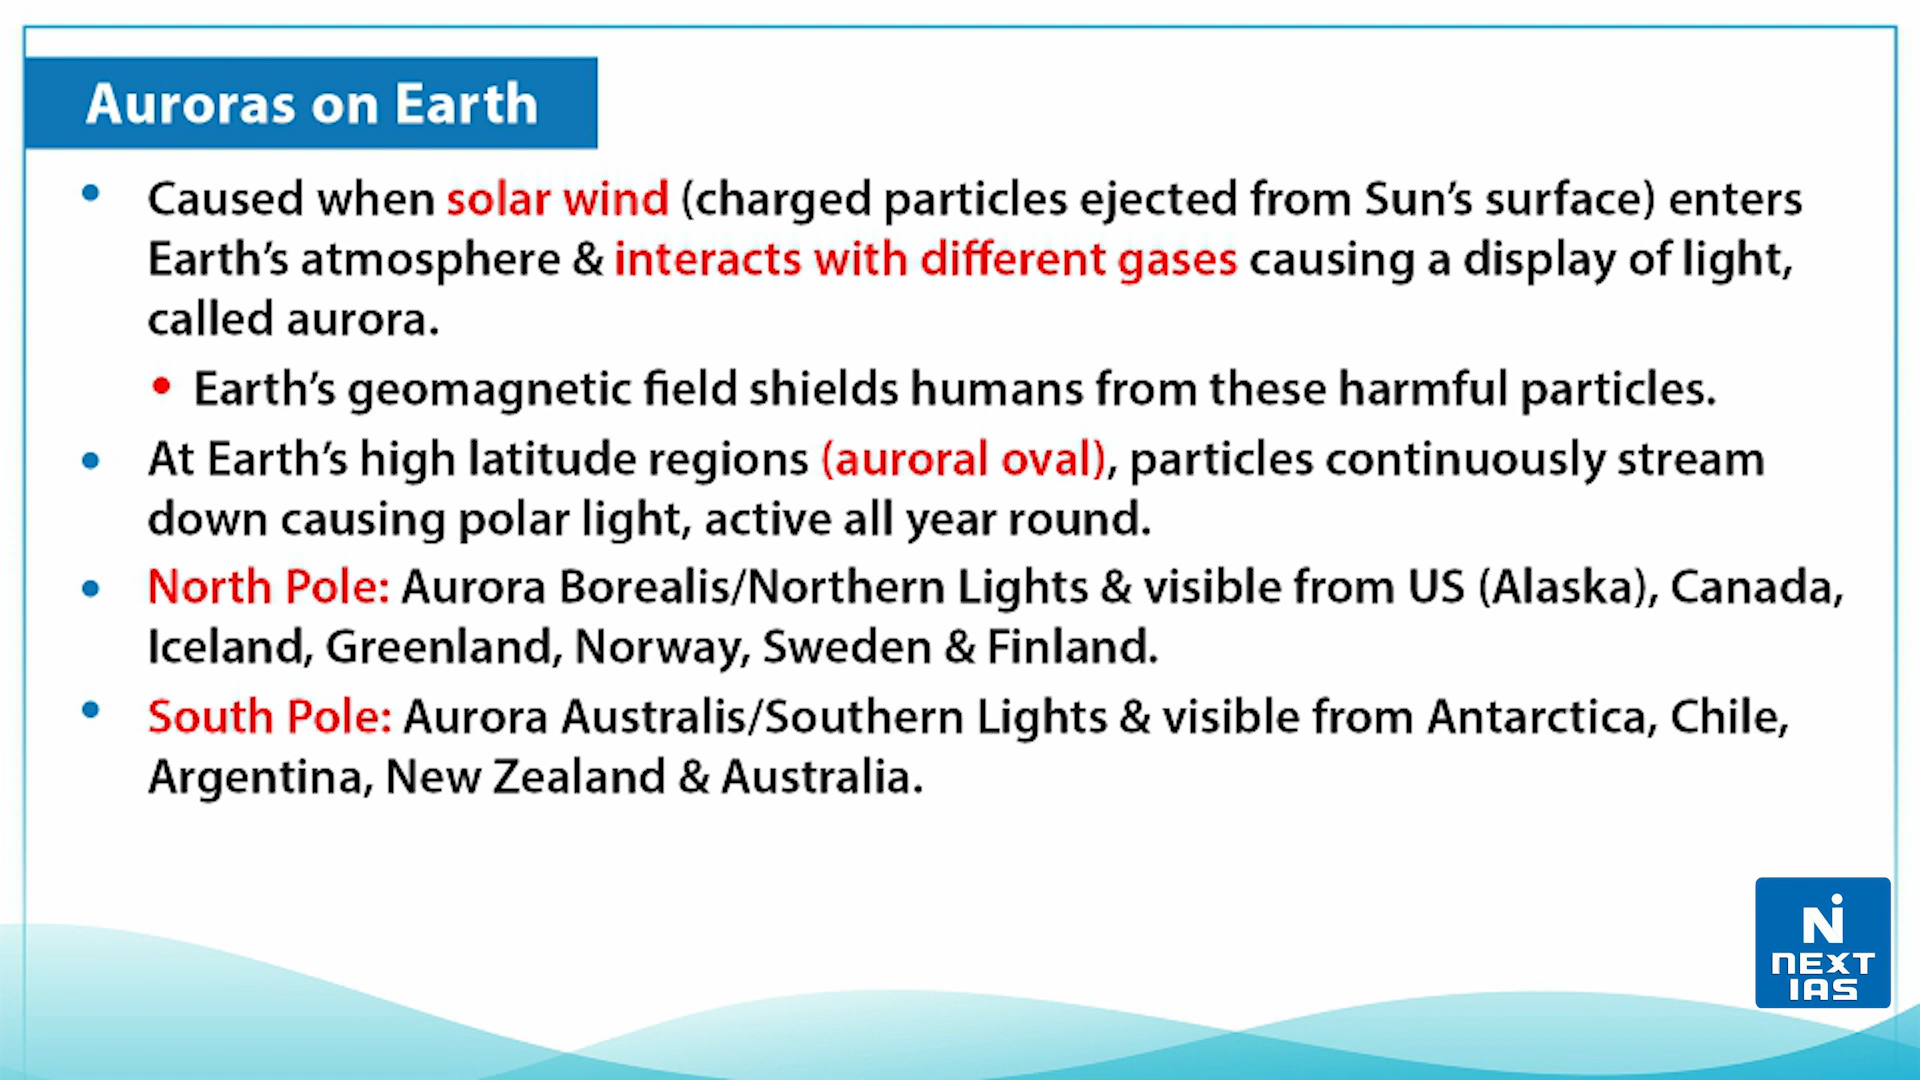 Auroras on Earth
• Caused when solar wind (charged particles ejected from Sun's surface) enters
Earth's atmosphere & interacts with different gases causing a display of light,
called aurora.
• Earth's geomagnetic field shields humans from these harmful particles.
• At Earth's high latitude regions (auroral oval), particles continuously stream
down causing polar light, active all year round.
• North Pole: Aurora Borealis/Northern Lights & visible from US (Alaska), Canada,
Iceland, Greenland, Norway, Sweden & Finland.
• South Pole: Aurora Australis/Southern Lights & visible from Antarctica, Chile,
Argentina, New Zealand & Australia.
N
NEXT
IAS